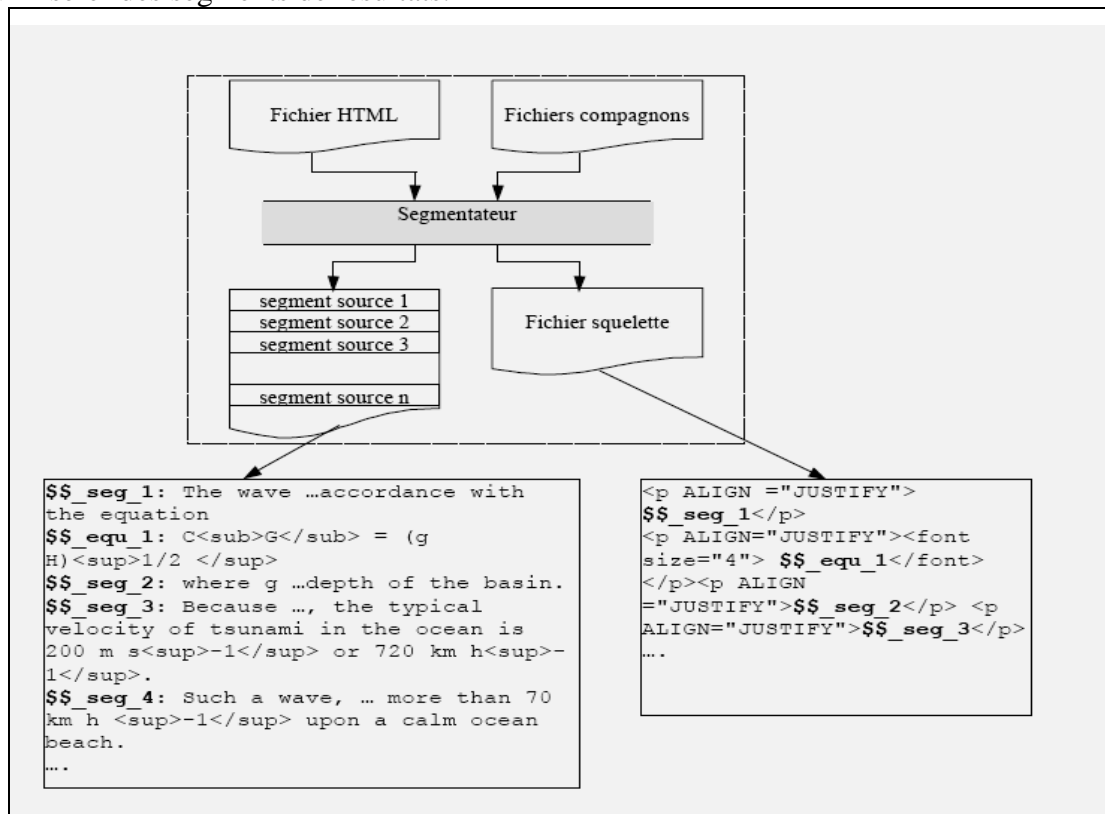 Fichier HTML
Fichiers compagnons
Segmentateur
segment source 1
segment source 2
segment source 3
segment source n
Fichier squelette
$$_seg_1: The wave …accordance with
the equation
$$_equ_1: C<sub>G</sub> = (g
H)<sup>1/2 </sup>
$$_seg_2: where g …depth of the basin.
$$_seg_3: Because …, the typical
velocity of tsunami in the ocean is
200 m s<sup>-1</sup> or 720 km h<sup>-
1</sup>.
$$_seg_4: Such a wave, … more than 70
km h <sup>-1</sup> upon a calm ocean
beach.
….
<p ALIGN ="JUSTIFY">
$$_seg_1</p>
<p ALIGN="JUSTIFY"><font
size="4"> $$_equ_1</font>
</p><p ALIGN
="JUSTIFY">$$_seg_2</p> <p
ALIGN="JUSTIFY">$$_seg_3</p>
….